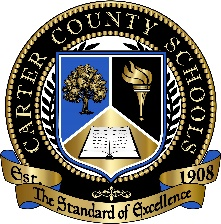 CARTER COUNTY SCHOOLS
Est. 1908
The Standard of Excellence